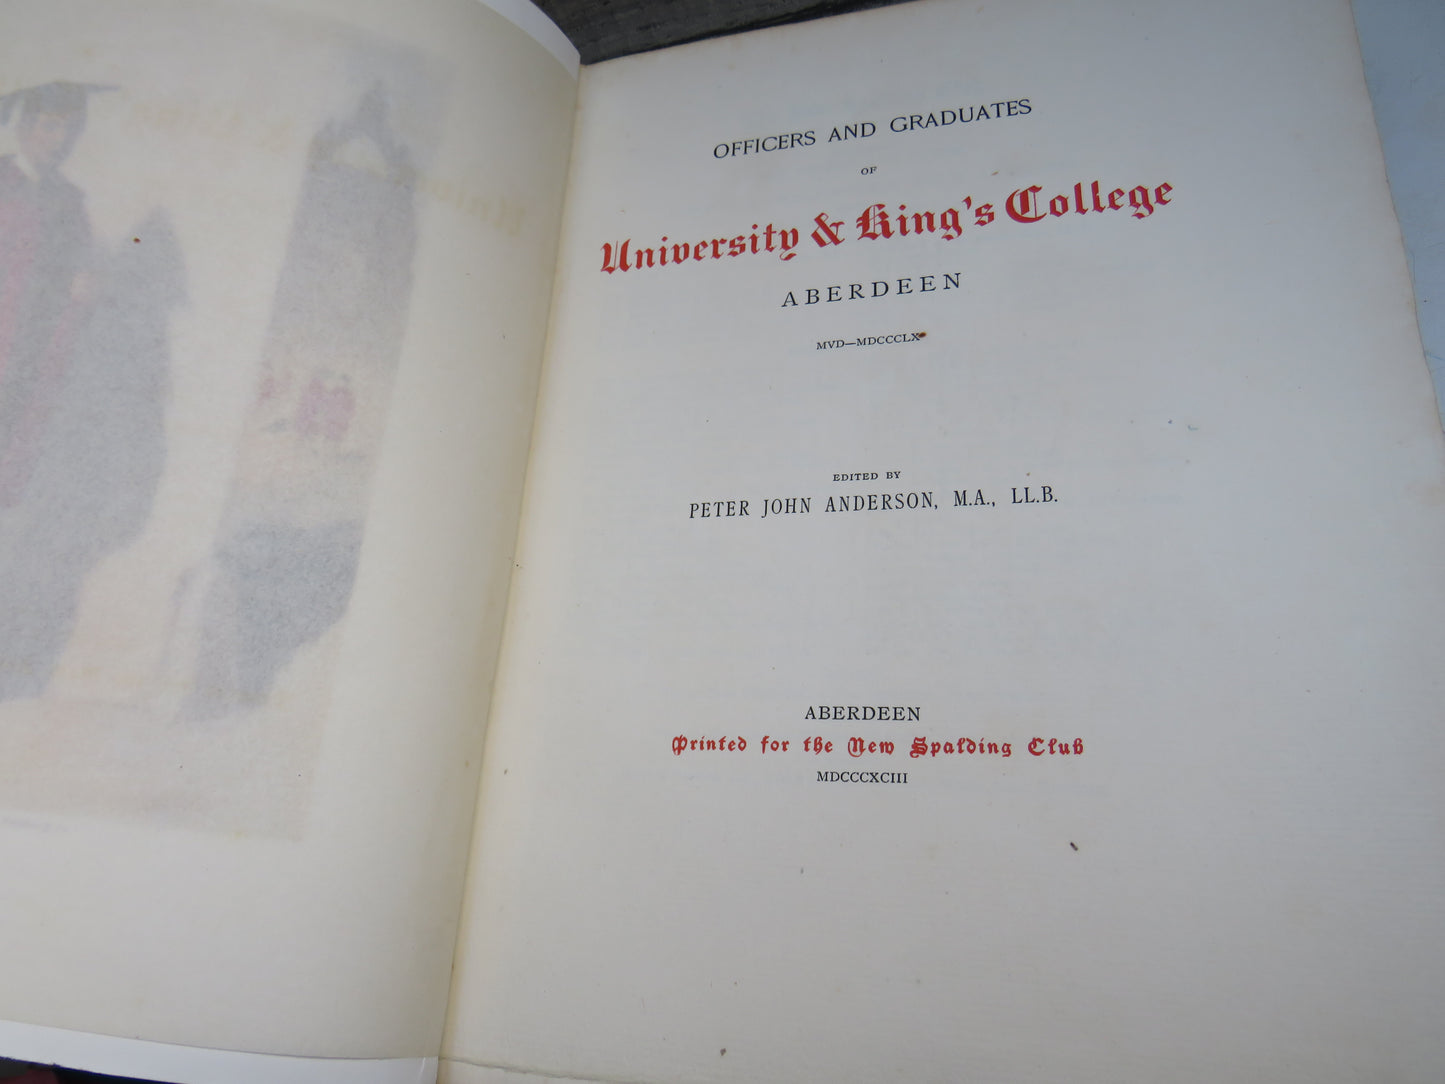 OFFICERS AND GRADUATES
OF
University & King's College
ABERDEEN
MVD—MDCCCLX
EDITED BY
PETER JOHN ANDERSON, M.A., LL.B.
ABERDEEN
Printed for the New Spalding Club
MDCCCXCIII